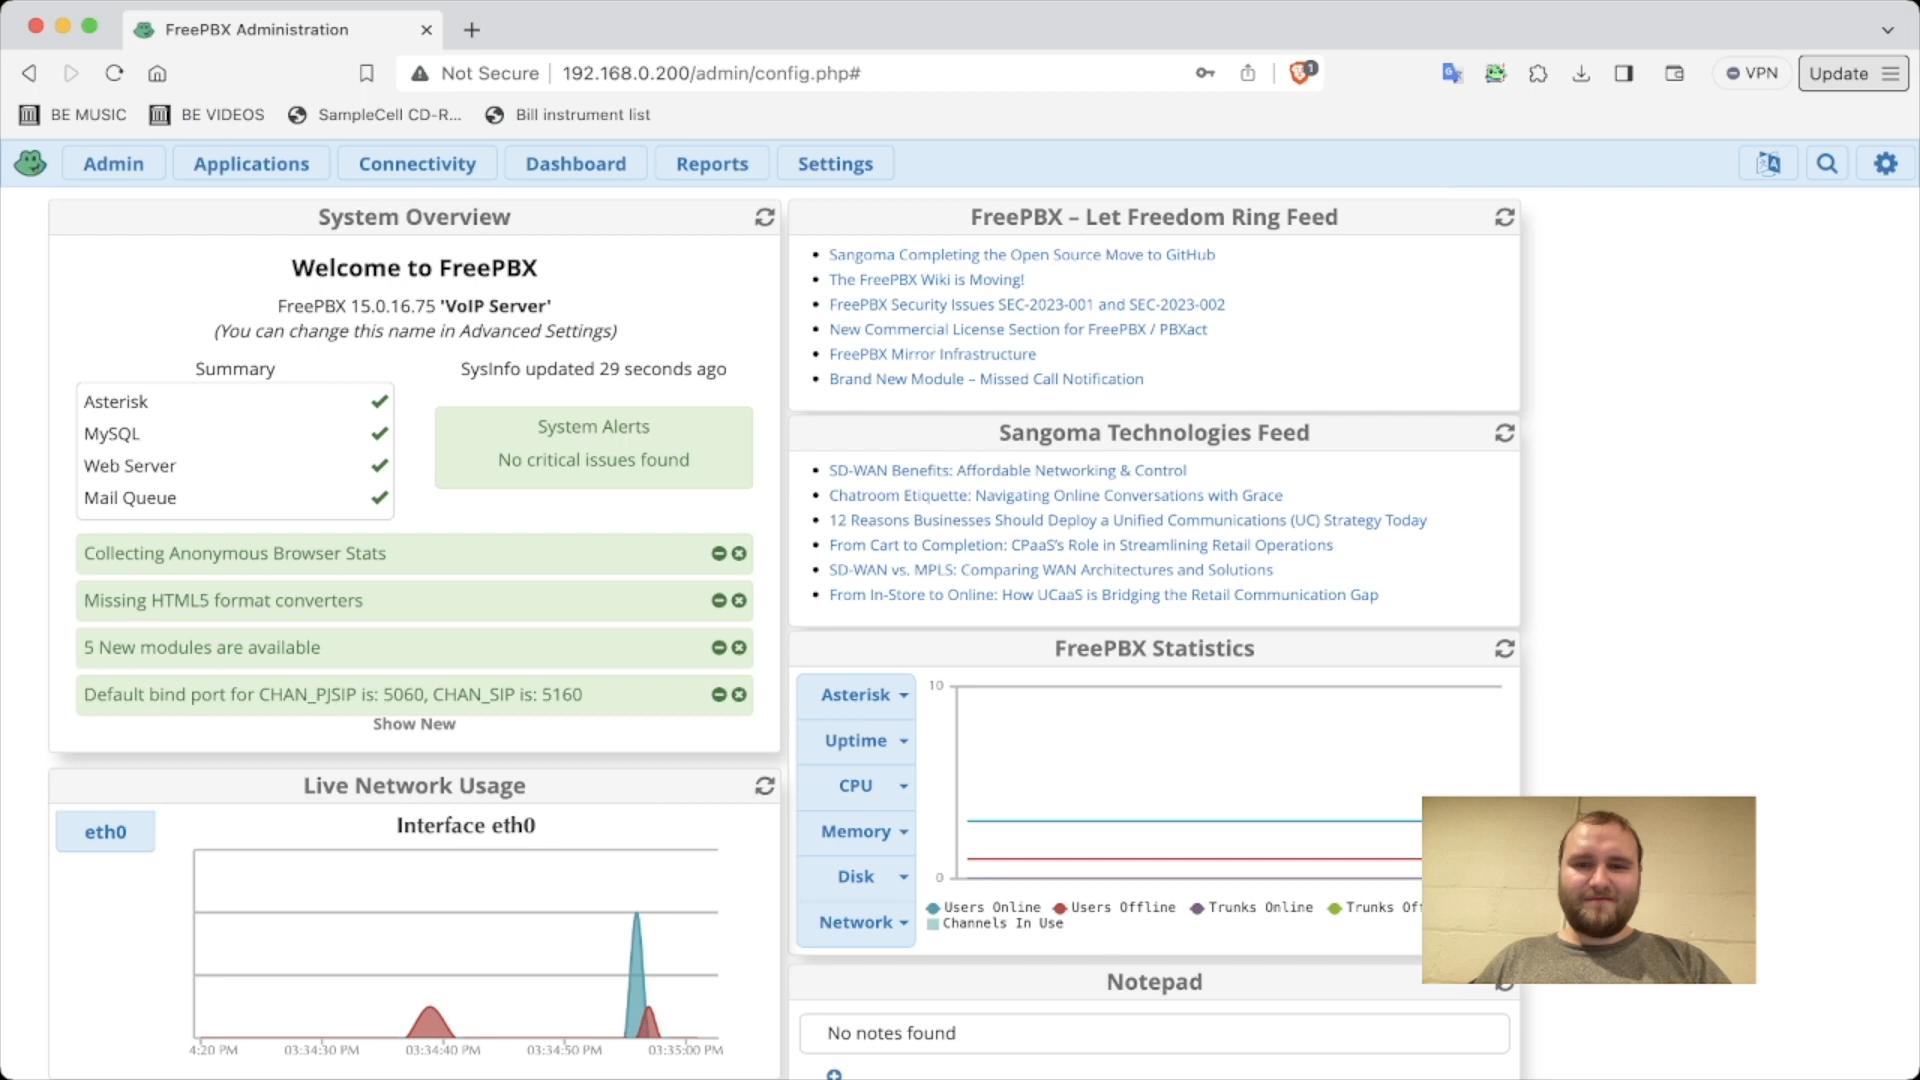 FreePBX Administration
Not Secure
192.168.0.200/admin/config.php#
1
VPN
Update
BE MUSIC
BE VIDEOS
SampleCell CD-R...
Bill instrument list
Admin
Applications
Connectivity
Dashboard
Reports
Settings
System Overview
Welcome to FreePBX
FreePBX 15.0.16.75 'VoIP Server'
(You can change this name in Advanced Settings)
Summary
SysInfo updated 29 seconds ago
Asterisk
MySQL
Web Server
Mail Queue
System Alerts
No critical issues found
Collecting Anonymous Browser Stats
Missing HTML5 format converters
5 New modules are available
Default bind port for CHAN_PJSIP is: 5060, CHAN_SIP is: 5160
Show New
Live Network Usage
eth0
Interface eth0
4:20 PM
03:34:30 PM
03:34:40 PM
03:34:50 PM
03:35:00 PM
FreePBX – Let Freedom Ring Feed
Sangoma Completing the Open Source Move to GitHub
The FreePBX Wiki is Moving!
FreePBX Security Issues SEC-2023-001 and SEC-2023-002
New Commercial License Section for FreePBX / PBXact
FreePBX Mirror Infrastructure
Brand New Module – Missed Call Notification
Sangoma Technologies Feed
SD-WAN Benefits: Affordable Networking & Control
Chatroom Etiquette: Navigating Online Conversations with Grace
12 Reasons Businesses Should Deploy a Unified Communications (UC) Strategy Today
From Cart to Completion: CPaaS's Role in Streamlining Retail Operations
SD-WAN vs. MPLS: Comparing WAN Architectures and Solutions
From In-Store to Online: How UCaaS is Bridging the Retail Communication Gap
FreePBX Statistics
Asterisk
Uptime
CPU
Memory
Disk
Network
10
0
Users Online
Users Offline
Trunks Online
Trunks Of
Channels In Use
Notepad
No notes found